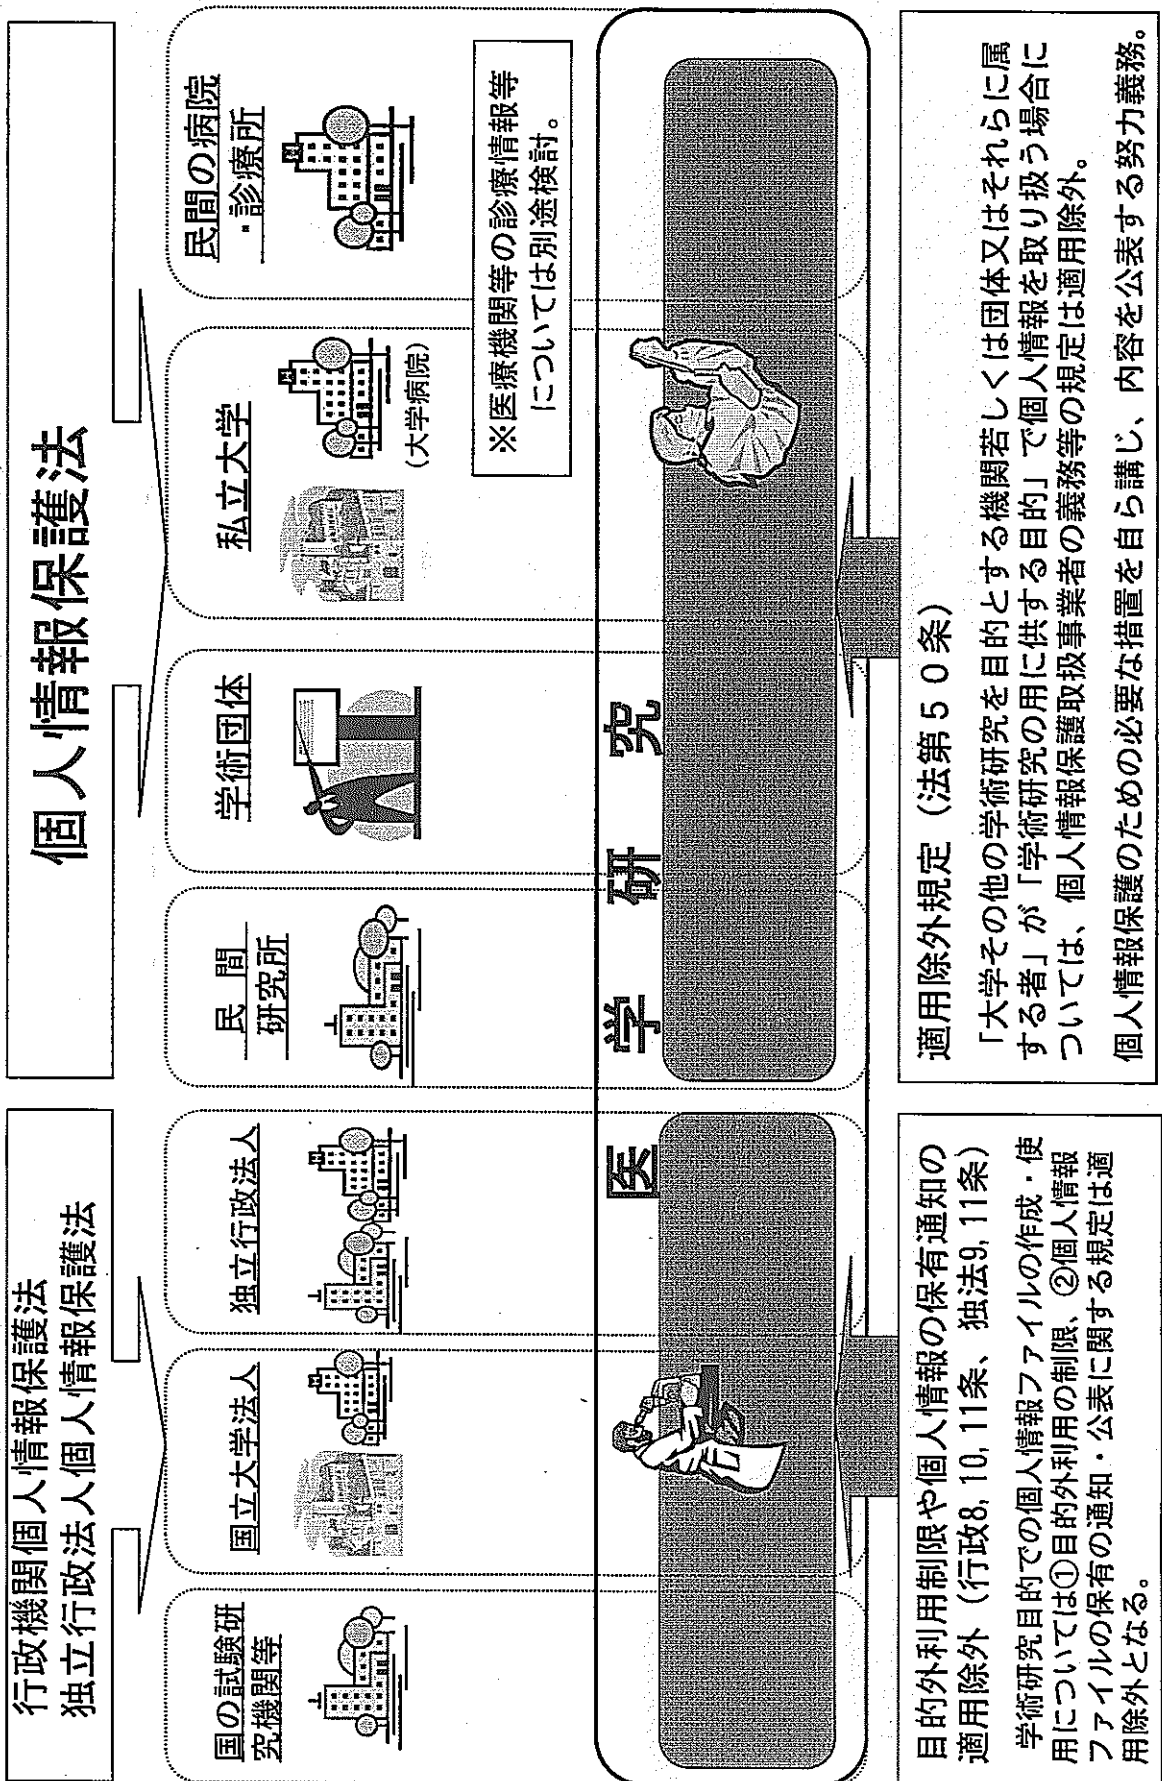 行政機関個人情報保護法
独立行政法人個人情報保護法
個人情報保護法
国の試験研
究機関等
国立大学法人
独立行政法人
民　間
研究所
学術団体
私立大学
(大学病院)
民間の病院
・診療所
※医療機関等の診療情報等
については別途検討。
医　学　研　究
目的外利用制限や個人情報の保有通知の
適用除外（行政8, 10, 11条、独法9, 11条）
学術研究目的での個人情報ファイルの作成・使
用については①目的外利用の制限、②個人情報
ファイルの保有の通知・公表に関する規定は適
用除外となる。
適用除外規定（法第５０条）
「大学その他の学術研究を目的とする機関若しくは団体又はそれらに属
する者」が「学術研究の用に供する目的」で個人情報を取り扱う場合に
ついては、個人情報保護取扱事業者の義務等の規定は適用除外。
個人情報保護のための必要な措置を自ら講じ、内容を公表する努力義務。